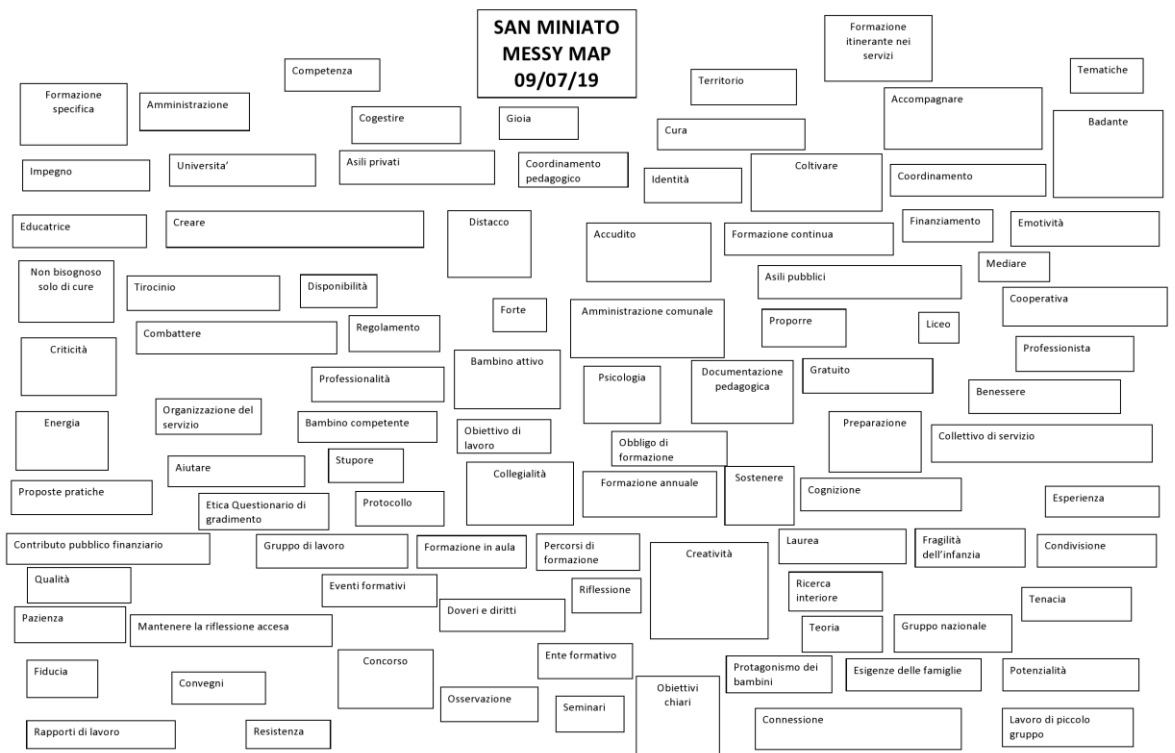 SAN MINIATO
MESSY MAP
09/07/19
Formazione
itinerante nei
servizi
Competenza
Territorio
Tematiche
Formazione
specifica
Amministrazione
Cogestire
Gioia
Cura
Accompagnare
Badante
Impegno
Universita'
Asili privati
Coordinamento
pedagogico
Identità
Coltivare
Coordinamento
Educatrice
Creare
Distacco
Accudito
Formazione continua
Finanziamento
Emotività
Non bisognoso
solo di cure
Tirocinio
Disponibilità
Asili pubblici
Mediare
Cooperativa
Combattere
Regolamento
Forte
Amministrazione comunale
Proporre
Liceo
Criticità
Professionalità
Bambino attivo
Psicologia
Documentazione
pedagogica
Gratuito
Professionista
Benessere
Energia
Organizzazione del
servizio
Bambino competente
Obiettivo di
lavoro
Obbligo di
formazione
Preparazione
Collettivo di servizio
Aiutare
Stupore
Collegialità
Formazione annuale
Sostenere
Cognizione
Esperienza
Proposte pratiche
Etica Questionario di
gradimento
Protocollo
Contributo pubblico finanziario
Gruppo di lavoro
Formazione in aula
Percorsi di
formazione
Creatività
Laurea
Fragilità
dell'infanzia
Condivisione
Qualità
Eventi formativi
Riflessione
Ricerca
interiore
Tenacia
Pazienza
Mantenere la riflessione accesa
Doveri e diritti
Teoria
Gruppo nazionale
Fiducia
Convegni
Concorso
Ente formativo
Protagonismo dei
bambini
Esigenze delle famiglie
Potenzialità
Osservazione
Seminari
Obiettivi
chiari
Rapporti di lavoro
Resistenza
Connessione
Lavoro di piccolo
gruppo